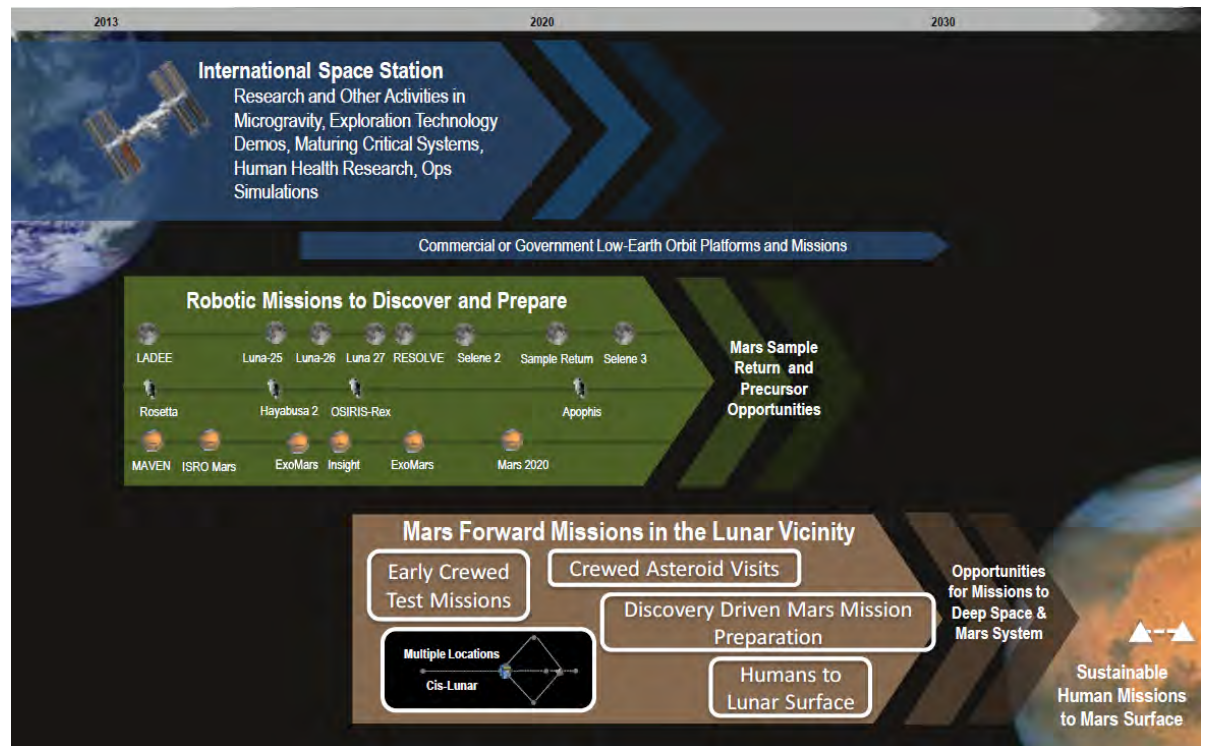 2013
2020
2030
International Space Station
Research and Other Activities in
Microgravity, Exploration Technology
Demos, Maturing Critical Systems,
Human Health Research, Ops
Simulations
Commercial or Government Low-Earth Orbit Platforms and Missions
Robotic Missions to Discover and Prepare
LADEE
Luna-25
Luna-26
Luna 27
RESOLVE
Selene 2
Sample Return
Selene 3
Rosetta
Hayabusa 2
OSIRIS-Rex
Apophis
MAVEN
ISRO Mars
ExoMars
Insight
ExoMars
Mars 2020
Mars Sample
Return and
Precursor
Opportunities
Mars Forward Missions in the Lunar Vicinity
Early Crewed
Test Missions
Crewed Asteroid Visits
Discovery Driven Mars Mission
Preparation
Multiple Locations
Cis-Lunar
Humans to
Lunar Surface
Opportunities
for Missions to
Deep Space &
Mars System
Sustainable
Human Missions
to Mars Surface